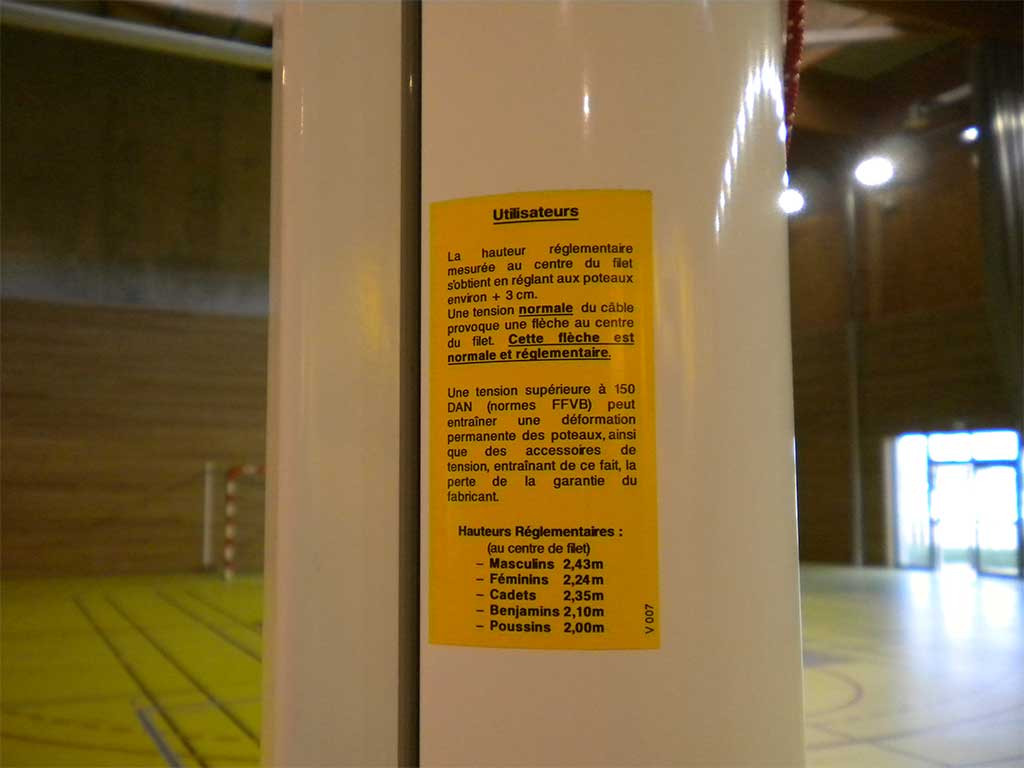 Utilisateurs
La hauteur réglementaire
mesurée au centre du filet
s'obtient en réglant aux poteaux
environ + 3 cm.
Une tension normale du câble
provoque une flèche au centre
du filet. Cette flèche est
normale et réglementaire.
Une tension supérieure à 150
DAN (normes FFVB) peut
entraîner une déformation
permanente des poteaux, ainsi
que des accessoires de
tension, entraînant de ce fait, la
perte de la garantie du
fabricant.
Hauteurs Réglementaires :
(au centre de filet)
– Masculins 2,43m
– Féminins 2,24m
– Cadets 2,35m
– Benjamins 2,10m
– Poussins 2,00m
V 007